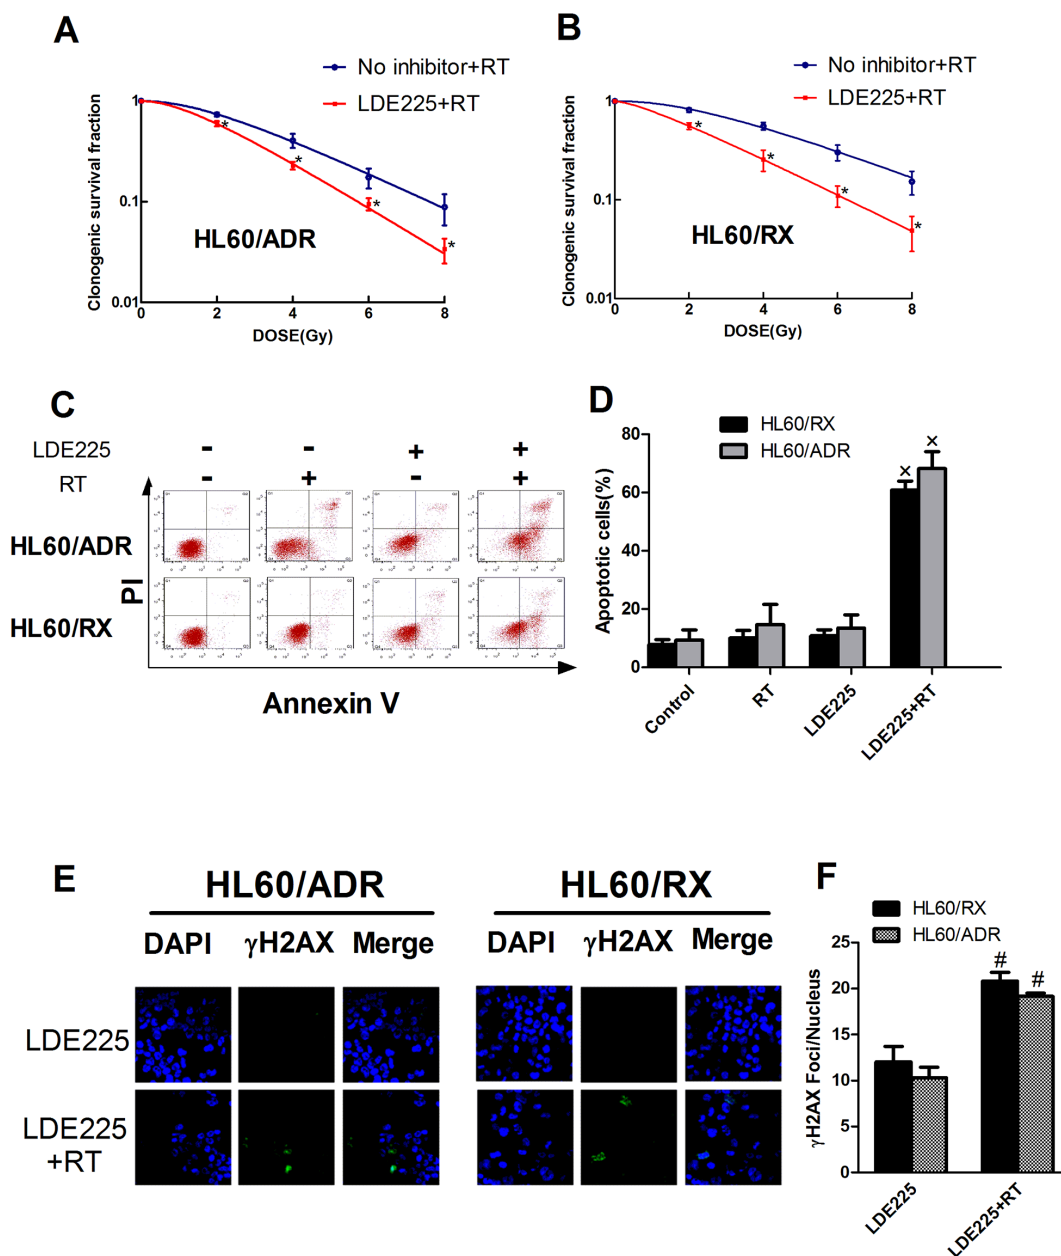 A
No inhibitor+RT
LDE225+RT
Clonogenic survival fraction
1
0.1
0.01
* * * *
HL60/ADR
0 2 4 6 8
DOSE(Gy)
B
No inhibitor+RT
LDE225+RT
Clonogenic survival fraction
1
0.1
0.01
* * * *
HL60/RX
0 2 4 6 8
DOSE(Gy)
C
LDE225 - - + +
RT - + - +
HL60/ADR
HL60/RX
PI
Annexin V
D
HL60/RX
HL60/ADR
Apoptotic cells(%)
80
60
40
20
0
× ×
Control RT LDE225 LDE225+RT
E
HL60/ADR HL60/RX
DAPI γH2AX Merge DAPI γH2AX Merge
LDE225
LDE225
+RT
F
HL60/RX
HL60/ADR
γH2AX Foci/Nucleus
25
20
15
10
5
0
# #
LDE225 LDE225+RT